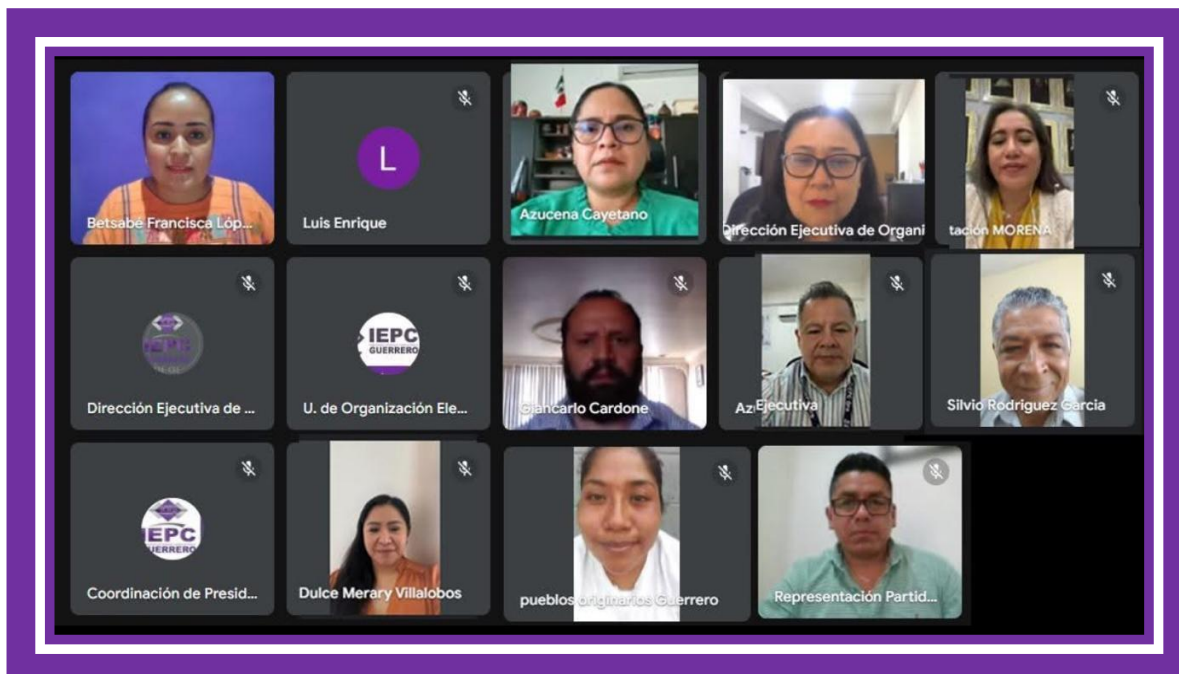 Betsabé Francisca Lóp...
L
Luis Enrique
Azucena Cayetano
Dirección Ejecutiva de Organi
tación MORENA
Dirección Ejecutiva de ...
IEPC
GUERRERO
U. de Organización Ele...
Giancarlo Cardone
Az Ejecutiva
Silvio Rodriguez Garcia
IEPC
GUERRERO
Coordinación de Presid...
Dulce Merary Villalobos
pueblos originarios Guerrero
Representación Partid...